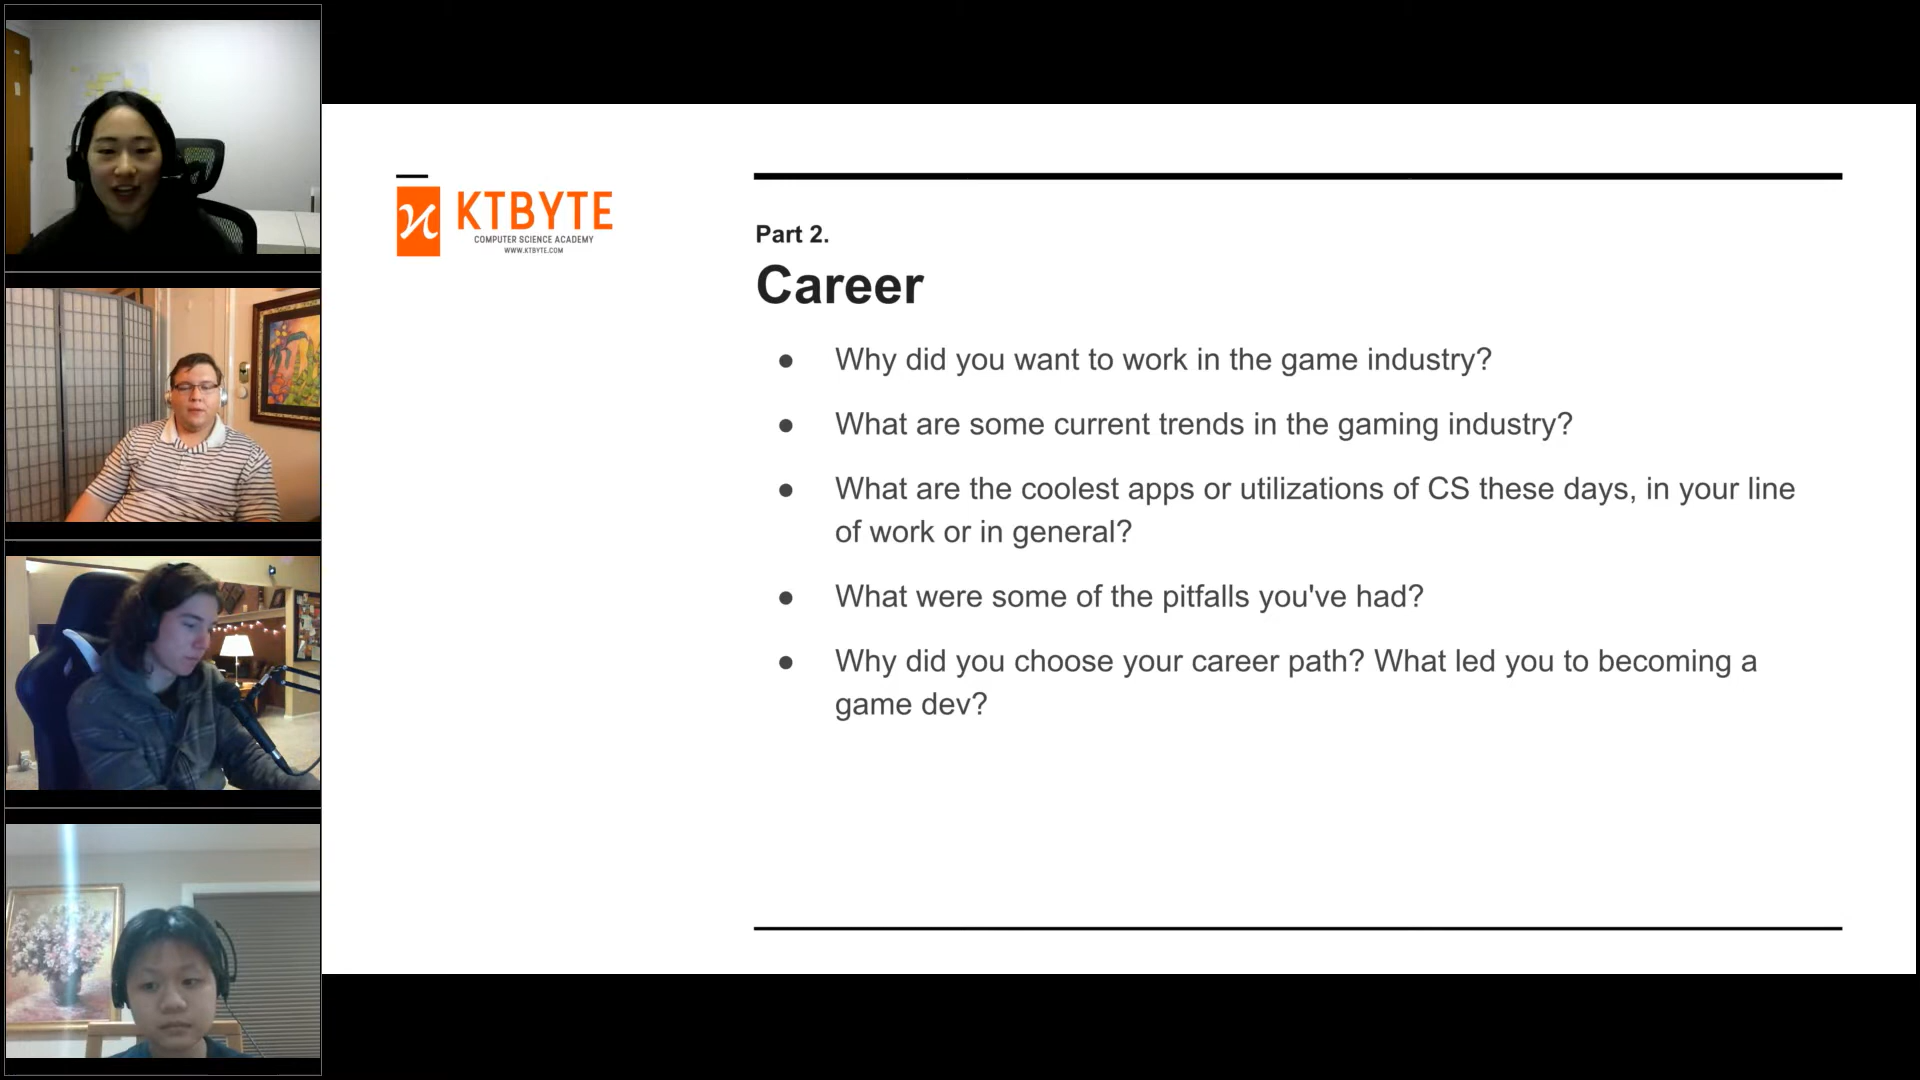 KTBYTE
COMPUTER SCIENCE ACADEMY
WWW.KTBYTE.COM
Part 2.
Career
● Why did you want to work in the game industry?
● What are some current trends in the gaming industry?
● What are the coolest apps or utilizations of CS these days, in your line
of work or in general?
● What were some of the pitfalls you've had?
● Why did you choose your career path? What led you to becoming a
game dev?